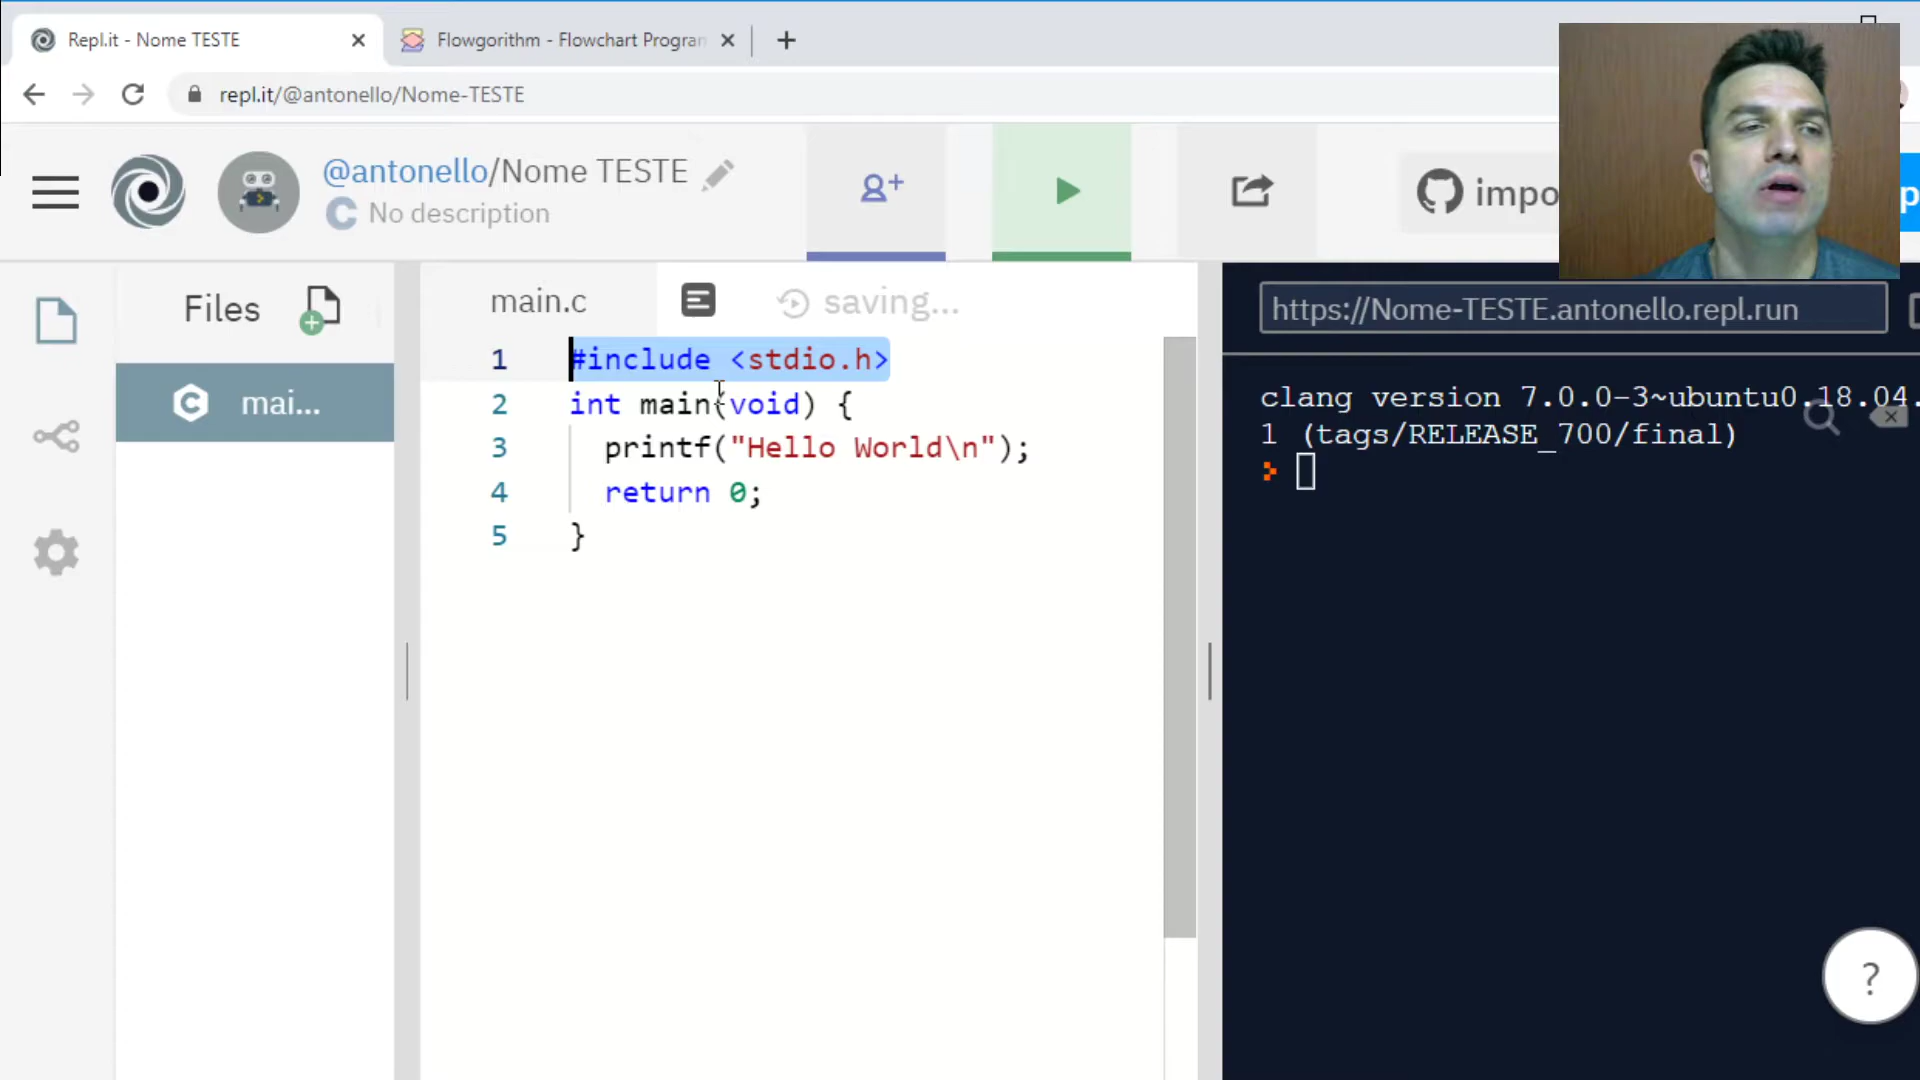 Repl.it - Nome TESTE
Flowgorithm - Flowchart Progran
repl.it/@antonello/Nome-TESTE
@antonello/Nome TESTE
C No description
impo
p
Files
main.c
saving...
https://Nome-TESTE.antonello.repl.run
mai...
1 #include <stdio.h>
2 int main(void) {
3 printf("Hello World\n");
4 return 0;
5 }
clang version 7.0.0-3~ubuntu0.18.04.
1 (tags/RELEASE_700/final)
?